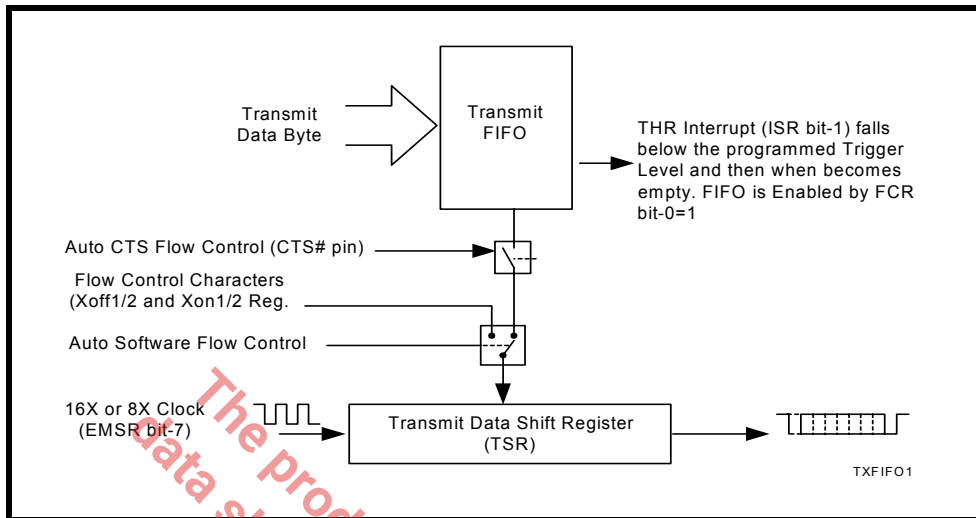 Transmit
Data Byte
Transmit
FIFO
THR Interrupt (ISR bit-1) falls
below the programmed Trigger
Level and then when becomes
empty. FIFO is Enabled by FCR
bit-0=1
Auto CTS Flow Control (CTS# pin)
Flow Control Characters
(Xoff1/2 and Xon1/2 Reg.
Auto Software Flow Control
16X or 8X Clock
(EMSR bit-7)
Transmit Data Shift Register
(TSR)
TXFIFO1
The prod
data sh